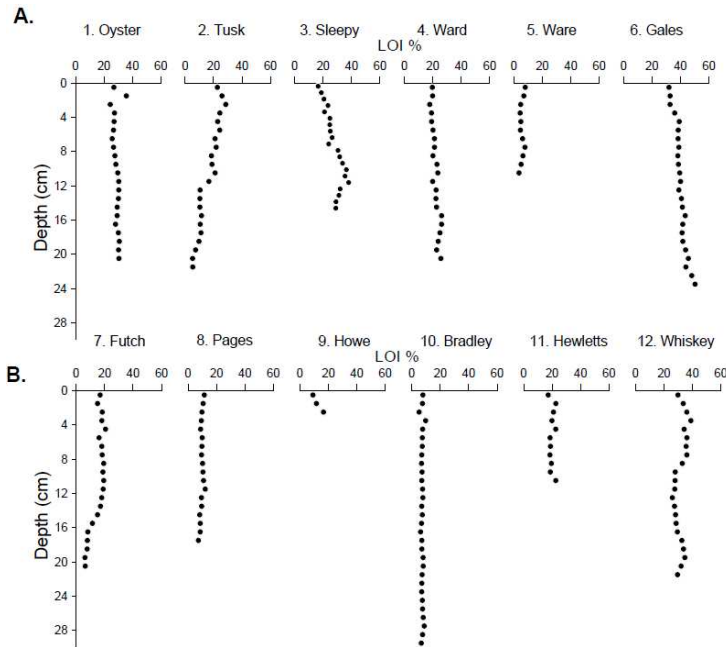 A.
1. Oyster 2. Tusk 3. Sleepy 4. Ward 5. Ware 6. Gales
LOI %
0 20 40 60 0 20 40 60 0 20 40 60 0 20 40 60 0 20 40 60 0 20 40 60
0
4
8
12
16
20
24
28
Depth (cm)
B.
7. Futch 8. Pages 9. Howe 10. Bradley 11. Hewletts 12. Whiskey
LOI %
0 20 40 60 0 20 40 60 0 20 40 60 0 20 40 60 0 20 40 60 0 20 40 60
0
4
8
12
16
20
24
28
Depth (cm)